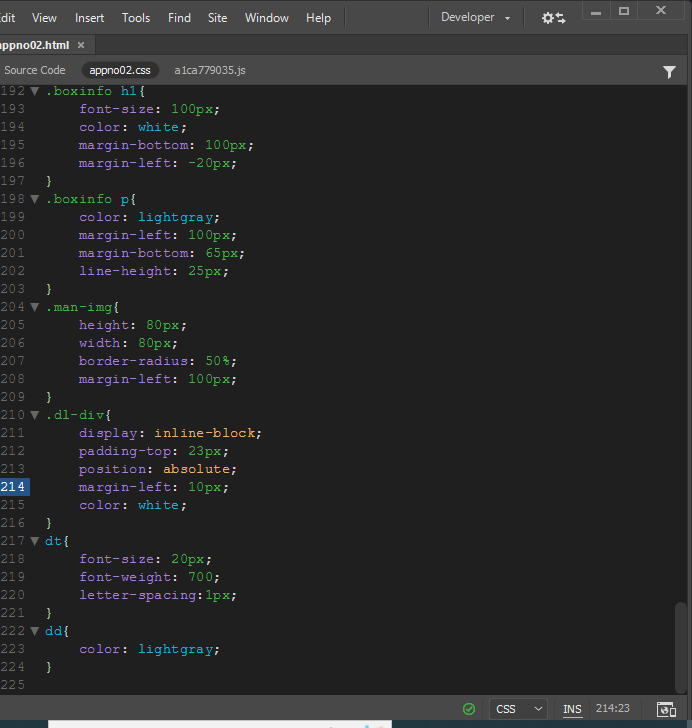 dit View Insert Tools Find Site Window Help Developer
appno02.html ×
Source Code appno02.css a1ca779035.js
192 .boxinfo h1{
193 font-size: 100px;
194 color: white;
195 margin-bottom: 100px;
196 margin-left: -20px;
197 }
198 .boxinfo p{
199 color: lightgray;
200 margin-left: 100px;
201 margin-bottom: 65px;
202 line-height: 25px;
203 }
204 .man-img{
205 height: 80px;
206 width: 80px;
207 border-radius: 50%;
208 margin-left: 100px;
209 }
210 .dl-div{
211 display: inline-block;
212 padding-top: 23px;
213 position: absolute;
214 margin-left: 10px;
215 color: white;
216 }
217 dt{
218 font-size: 20px;
219 font-weight: 700;
220 letter-spacing:1px;
221 }
222 dd{
223 color: lightgray;
224 }
225
CSS INS 214:23